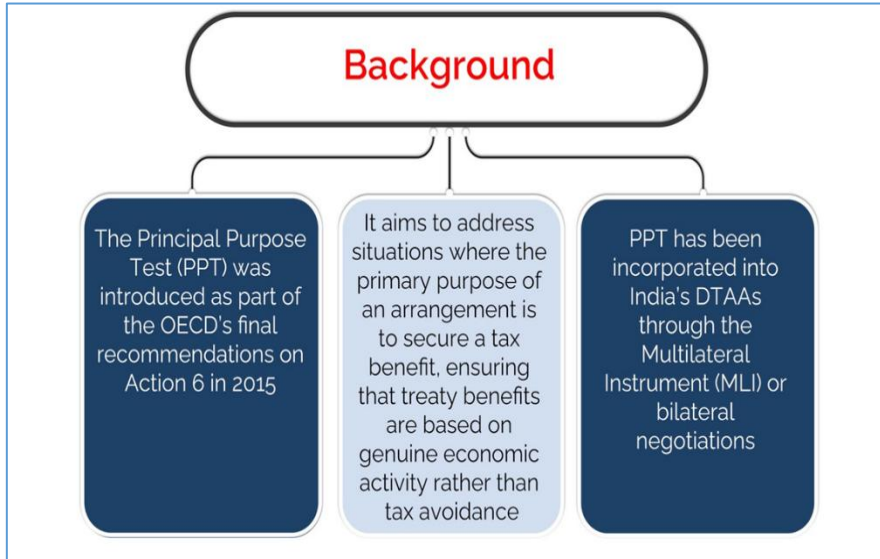 Background
The Principal Purpose
Test (PPT) was
introduced as part of
the OECD's final
recommendations on
Action 6 in 2015
It aims to address
situations where the
primary purpose of
an arrangement is
to secure a tax
benefit, ensuring
that treaty benefits
are based on
genuine economic
activity rather than
tax avoidance
PPT has been
incorporated into
India's DTAAs
through the
Multilateral
Instrument (MLI) or
bilateral
negotiations